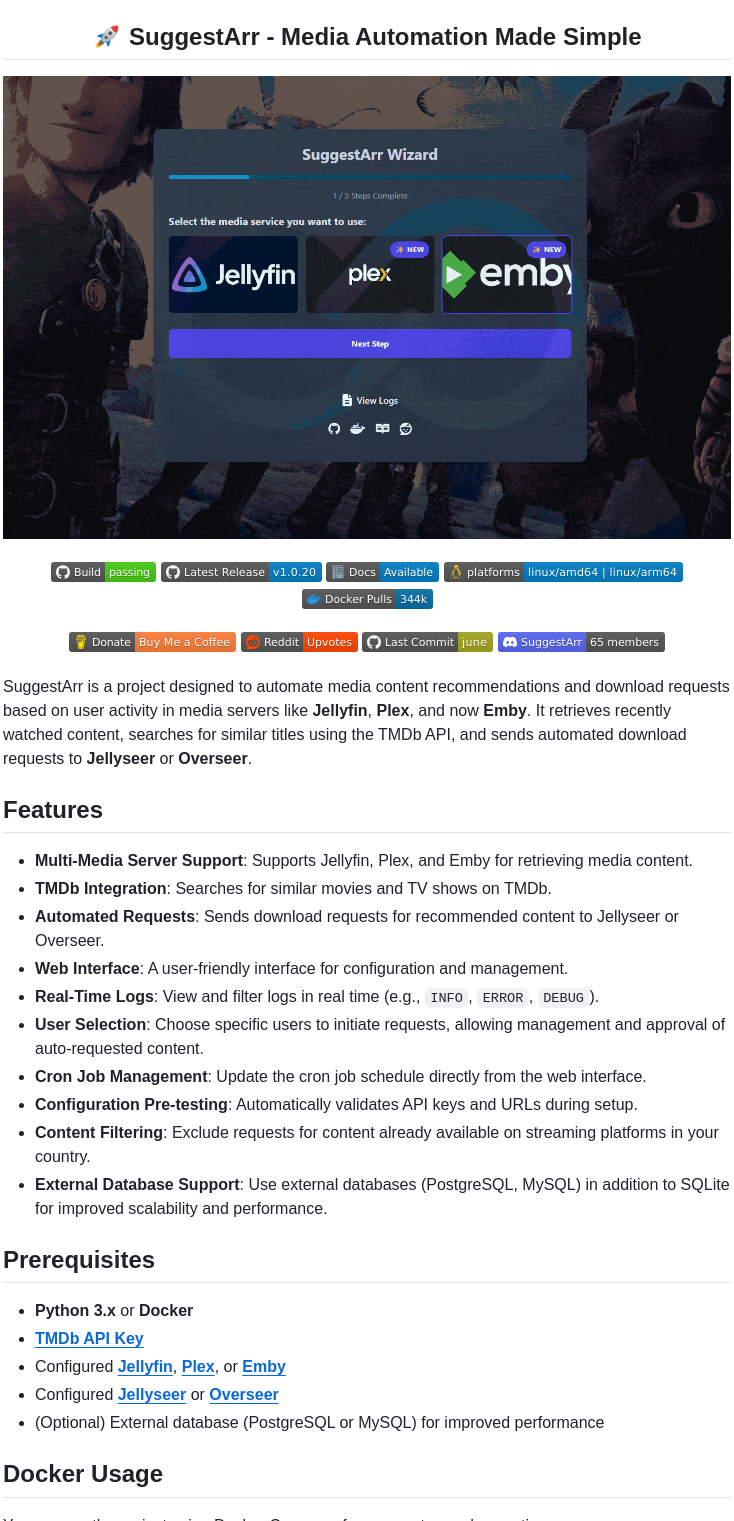 🚀 SuggestArr - Media Automation Made Simple
SuggestArr Wizard
1 / 5 Steps Complete
Select the media service you want to use:
✨ NEW
✨ NEW
Jellyfin
plex
emby
Next Step
View Logs
Build passing
Latest Release v1.0.20
Docs Available
platforms linux/amd64 | linux/arm64
Docker Pulls 344k
Donate Buy Me a Coffee
Reddit Upvotes
Last Commit june
SuggestArr 65 members
SuggestArr is a project designed to automate media content recommendations and download requests
based on user activity in media servers like Jellyfin, Plex, and now Emby. It retrieves recently
watched content, searches for similar titles using the TMDb API, and sends automated download
requests to Jellyseer or Overseer.
Features
• Multi-Media Server Support: Supports Jellyfin, Plex, and Emby for retrieving media content.
• TMDb Integration: Searches for similar movies and TV shows on TMDb.
• Automated Requests: Sends download requests for recommended content to Jellyseer or
Overseer.
• Web Interface: A user-friendly interface for configuration and management.
• Real-Time Logs: View and filter logs in real time (e.g., INFO, ERROR, DEBUG).
• User Selection: Choose specific users to initiate requests, allowing management and approval of
auto-requested content.
• Cron Job Management: Update the cron job schedule directly from the web interface.
• Configuration Pre-testing: Automatically validates API keys and URLs during setup.
• Content Filtering: Exclude requests for content already available on streaming platforms in your
country.
• External Database Support: Use external databases (PostgreSQL, MySQL) in addition to SQLite
for improved scalability and performance.
Prerequisites
• Python 3.x or Docker
• TMDb API Key
• Configured Jellyfin, Plex, or Emby
• Configured Jellyseer or Overseer
• (Optional) External database (PostgreSQL or MySQL) for improved performance
Docker Usage